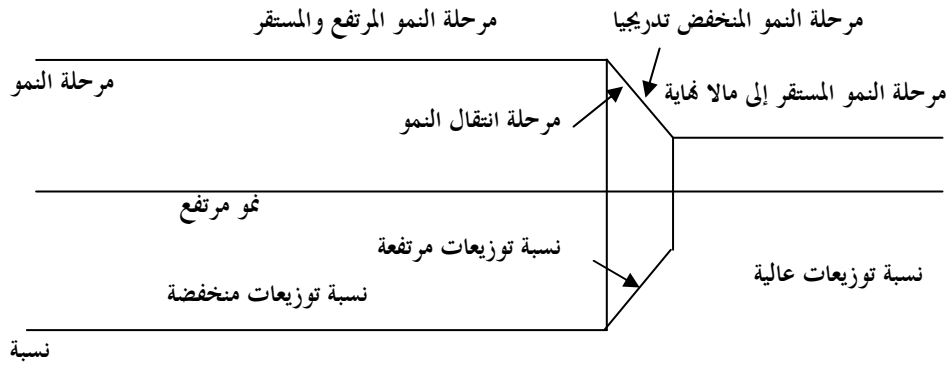 مرحلة النمو المنخفض تدريجيا
مرحلة النمو المرتفع والمستقر
مرحلة النمو
مرحلة النمو المستقر إلى مالا نهاية
مرحلة انتقال النمو
نمو مرتفع
نسبة توزيعات مرتفعة
نسبة توزيعات عالية
نسبة توزيعات منخفضة
نسبة